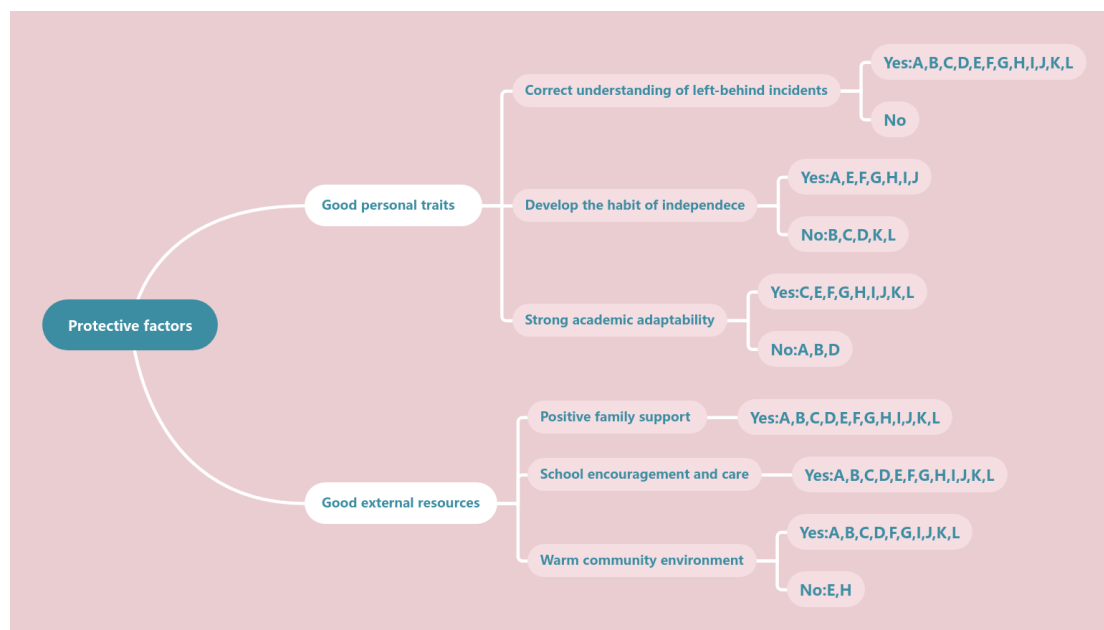 Protective factors
Good personal traits
Correct understanding of left-behind incidents
Yes:A,B,C,D,E,F,G,H,I,J,K,L
No
Develop the habit of independece
Yes:A,E,F,G,H,I,J
No:B,C,D,K,L
Strong academic adaptability
Yes:C,E,F,G,H,I,J,K,L
No:A,B,D
Good external resources
Positive family support
Yes:A,B,C,D,E,F,G,H,I,J,K,L
School encouragement and care
Yes:A,B,C,D,E,F,G,H,I,J,K,L
Warm community environment
Yes:A,B,C,D,F,G,I,J,K,L
No:E,H